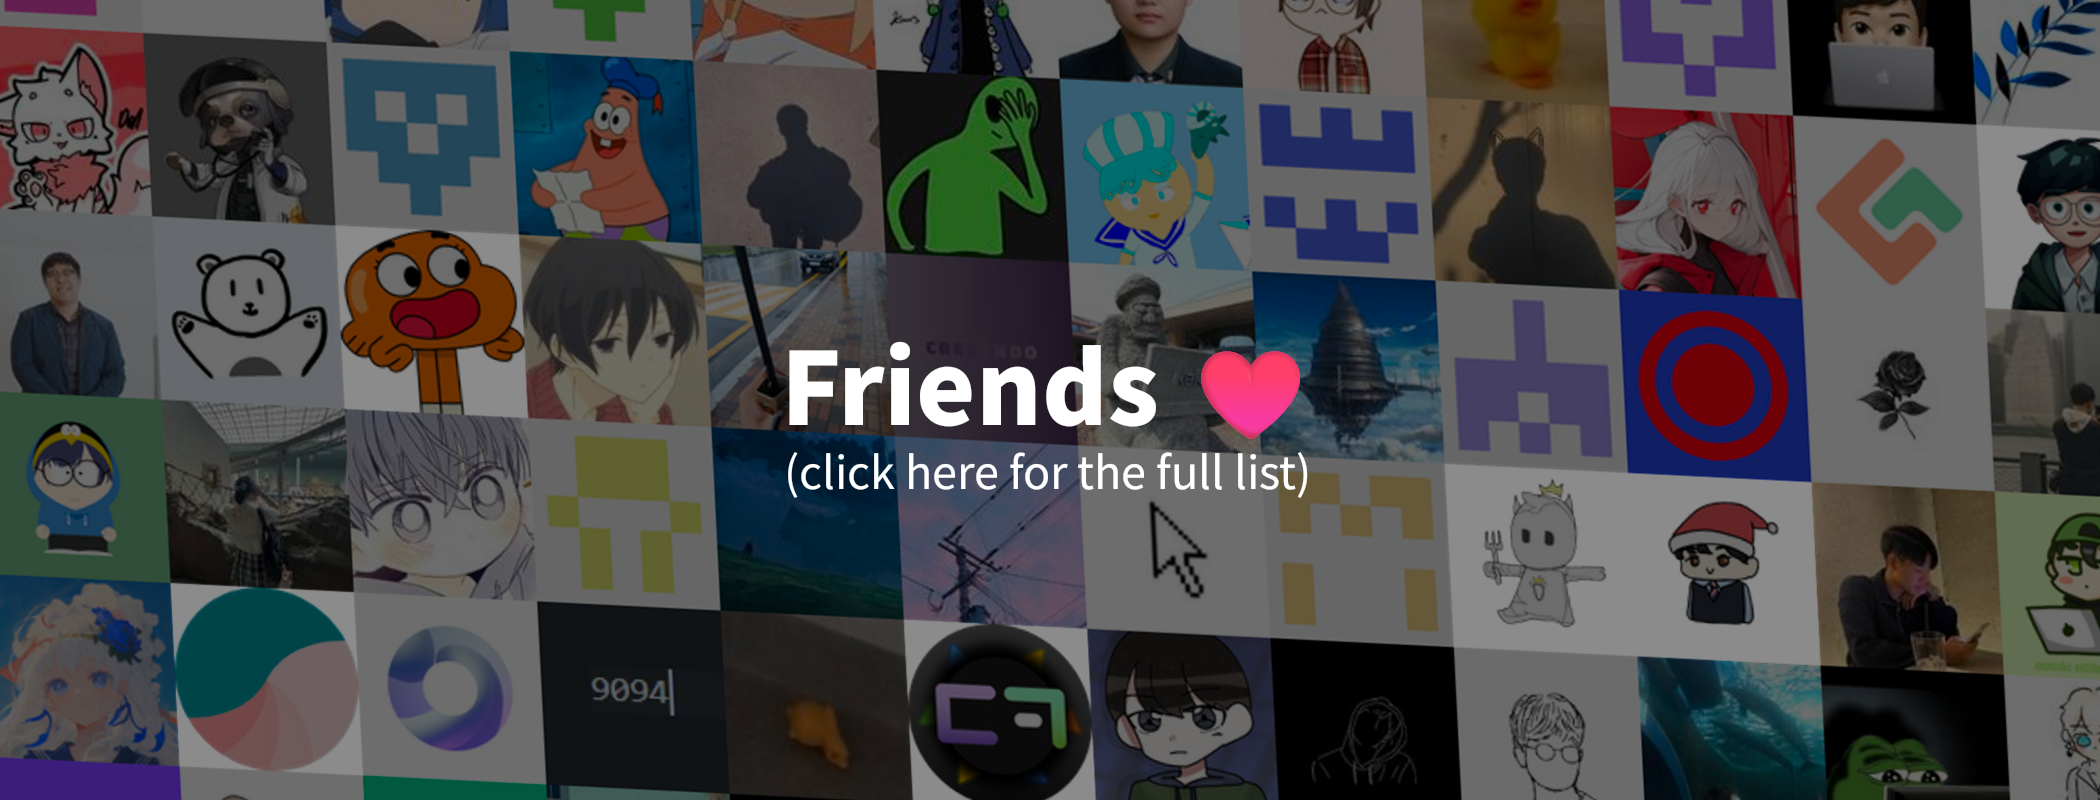 Friends ❤
(click here for the full list)
9094